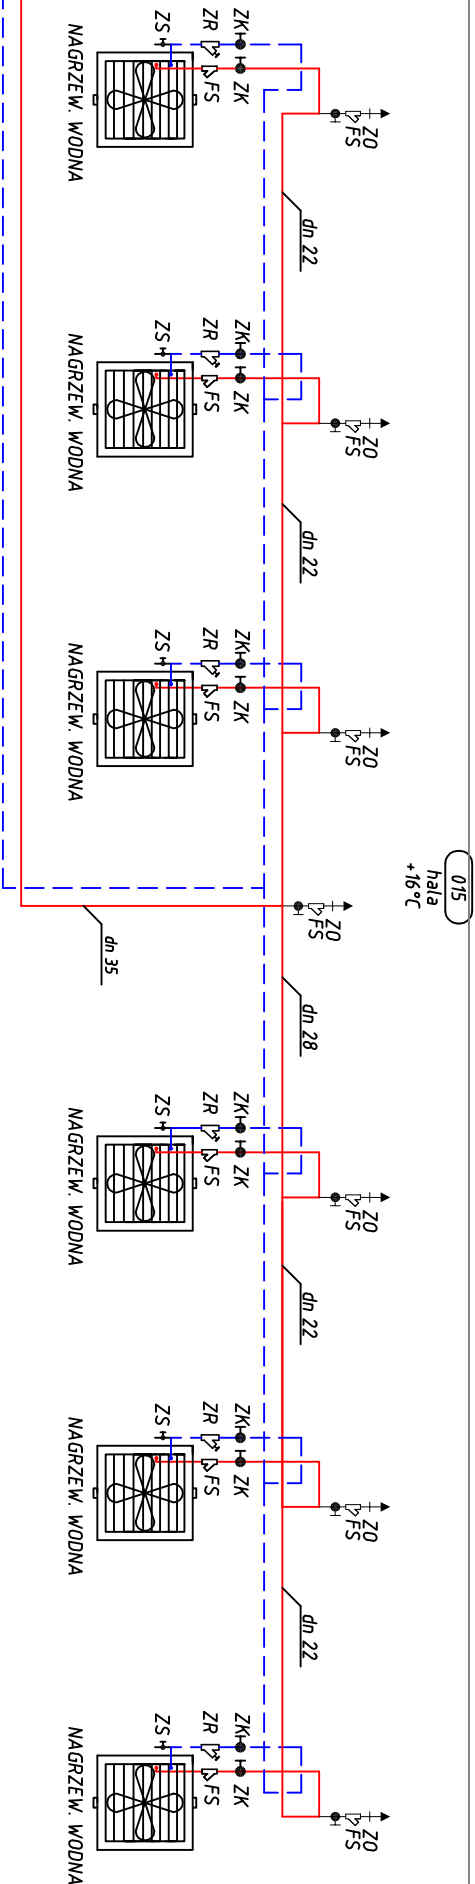 015
hala
+16°C
ZO
FS
ZK
ZR
ZS
ZK
FS
NAGRZEW. WODNA
dn 22
ZO
FS
ZK
ZR
ZS
ZK
FS
NAGRZEW. WODNA
dn 22
ZO
FS
ZK
ZR
ZS
ZK
FS
NAGRZEW. WODNA
ZO
FS
dn 35
dn 28
ZO
FS
ZK
ZR
ZS
ZK
FS
NAGRZEW. WODNA
dn 22
ZO
FS
ZK
ZR
ZS
ZK
FS
NAGRZEW. WODNA
dn 22
ZO
FS
ZK
ZR
ZS
ZK
FS
NAGRZEW. WODNA